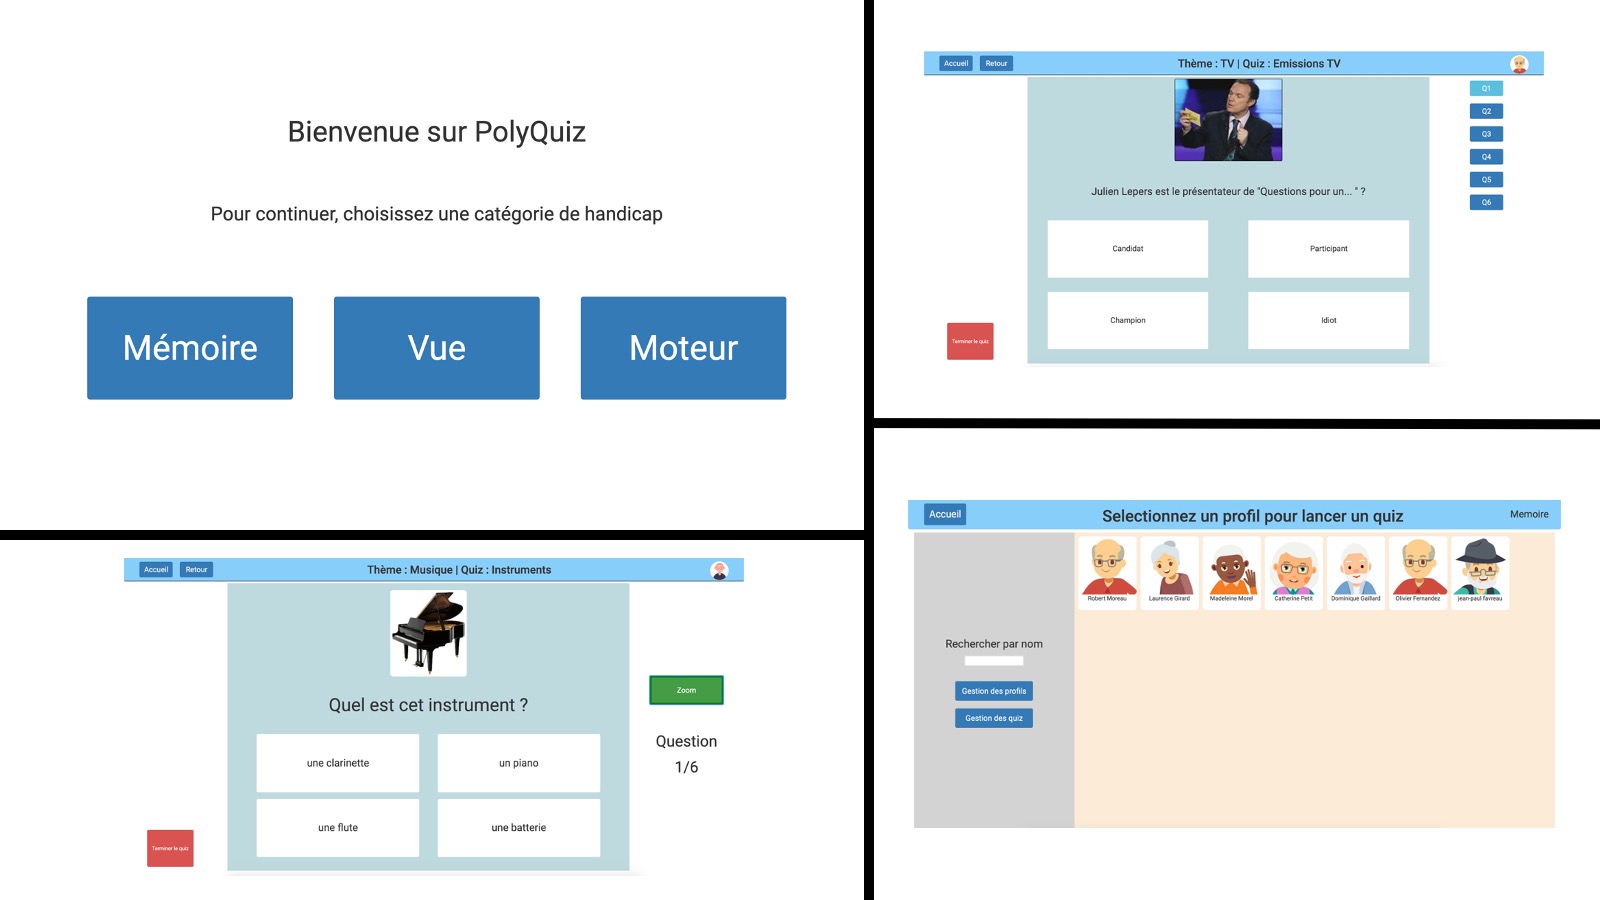 Bienvenue sur PolyQuiz
Pour continuer, choisissez une catégorie de handicap
Mémoire
Vue
Moteur
Accueil
Retour
Thème : TV | Quiz : Emissions TV
Julien Lepers est le présentateur de "Questions pour un... " ?
Candidat
Participant
Champion
Idiot
Q1
Q2
Q3
Q4
Q5
Q6
Terminer le quiz
Accueil
Retour
Thème : Musique | Quiz : Instruments
Quel est cet instrument ?
une clarinette
un piano
une flute
une batterie
Zoom
Question
1/6
Terminer le quiz
Accueil
Selectionnez un profil pour lancer un quiz
Memoire
Robert Moreau
Laurence Girard
Madeleine Morel
Catherine Petit
Dominique Gaillard
Olivier Fernandez
jean-paul favreau
Rechercher par nom
Gestion des profils
Gestion des quiz